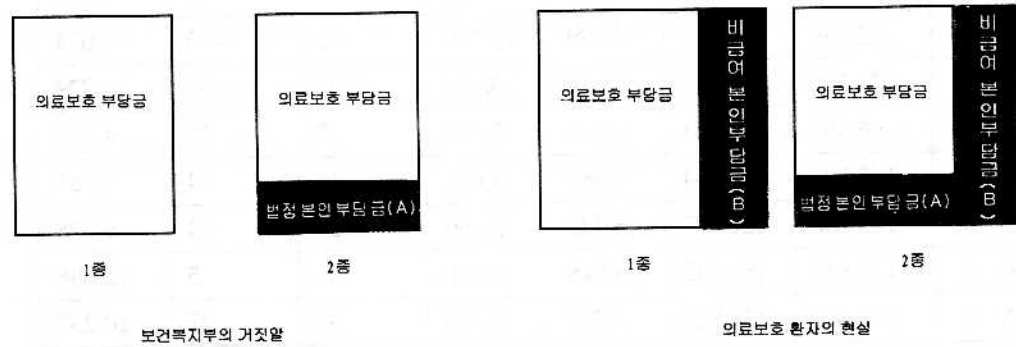 의료보호 부담금
의료보호 부담금
법정본인부담금(A)
1종
2종
보건복지부의 거짓말
의료보호 부담금
비급여 본인부담금(B)
의료보호 부담금
법정본인부담금(A)
비급여 본인부담금(B)
1종
2종
의료보호 환자의 현실